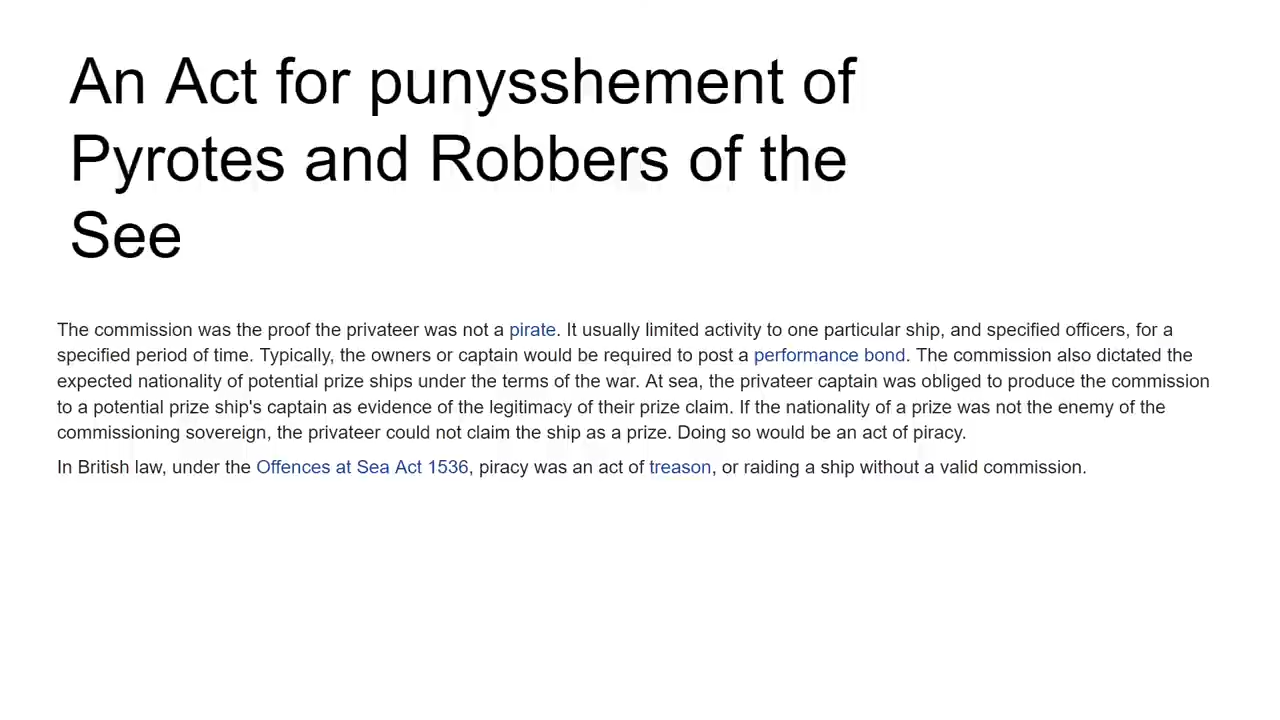 An Act for punysshement of
Pyrotes and Robbers of the
See
The commission was the proof the privateer was not a pirate. It usually limited activity to one particular ship, and specified officers, for a
specified period of time. Typically, the owners or captain would be required to post a performance bond. The commission also dictated the
expected nationality of potential prize ships under the terms of the war. At sea, the privateer captain was obliged to produce the commission
to a potential prize ship's captain as evidence of the legitimacy of their prize claim. If the nationality of a prize was not the enemy of the
commissioning sovereign, the privateer could not claim the ship as a prize. Doing so would be an act of piracy.
In British law, under the Offences at Sea Act 1536, piracy was an act of treason, or raiding a ship without a valid commission.